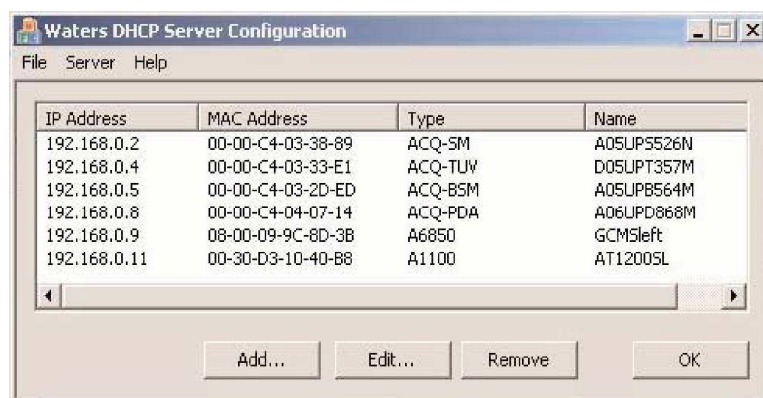 Waters DHCP Server Configuration
File Server Help
IP Address MAC Address Type Name
192.168.0.2 00-00-C4-03-38-89 ACQ-SM A05UPS526N
192.168.0.4 00-00-C4-03-33-E1 ACQ-TUV D05UPT357M
192.168.0.5 00-00-C4-03-2D-ED ACQ-BSM A05UPB564M
192.168.0.8 00-00-C4-04-07-14 ACQ-PDA A06UPD868M
192.168.0.9 08-00-09-9C-8D-3B A6850 GCMSleft
192.168.0.11 00-30-D3-10-40-B8 A1100 AT1200SL
Add... Edit... Remove OK